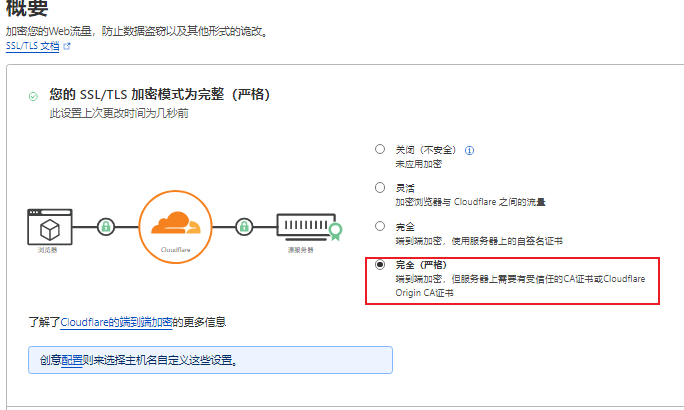 概要
加密您的Web流量，防止数据盗窃以及其他形式的诡改。
SSL/TLS 文档
您的 SSL/TLS 加密模式为完整（严格）
此设置上次更改时间为几秒前
关闭（不安全）
未应用加密
灵活
加密浏览器与 Cloudflare 之间的流量
完全
端到端加密，使用服务器上的自签名证书
完全（严格）
端到端加密，但服务器上需要有受信任的CA证书或Cloudflare
Origin CA证书
浏览器
Cloudflare
源服务器
了解了Cloudflare的端到端加密的更多信息
创意配置则来选择主机名自定义这些设置。